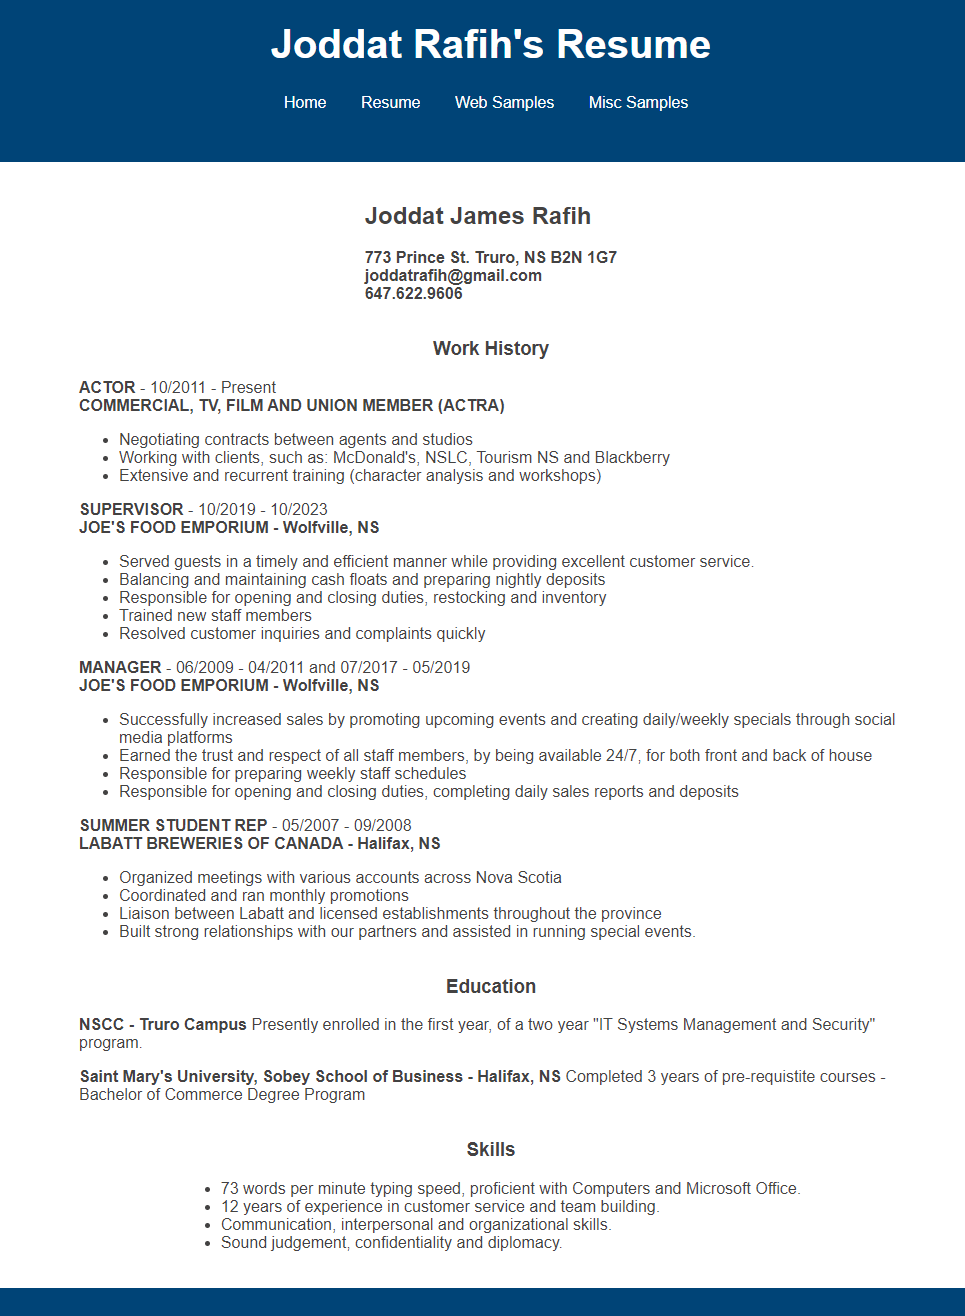 Joddat Rafih's Resume
Home Resume Web Samples Misc Samples
Joddat James Rafih
773 Prince St. Truro, NS B2N 1G7
joddatrafih@gmail.com
647.622.9606
Work History
ACTOR - 10/2011 - Present
COMMERCIAL, TV, FILM AND UNION MEMBER (ACTRA)
• Negotiating contracts between agents and studios
• Working with clients, such as: McDonald's, NSLC, Tourism NS and Blackberry
• Extensive and recurrent training (character analysis and workshops)
SUPERVISOR - 10/2019 - 10/2023
JOE'S FOOD EMPORIUM - Wolfville, NS
• Served guests in a timely and efficient manner while providing excellent customer service.
• Balancing and maintaining cash floats and preparing nightly deposits
• Responsible for opening and closing duties, restocking and inventory
• Trained new staff members
• Resolved customer inquiries and complaints quickly
MANAGER - 06/2009 - 04/2011 and 07/2017 - 05/2019
JOE'S FOOD EMPORIUM - Wolfville, NS
• Successfully increased sales by promoting upcoming events and creating daily/weekly specials through social
media platforms
• Earned the trust and respect of all staff members, by being available 24/7, for both front and back of house
• Responsible for preparing weekly staff schedules
• Responsible for opening and closing duties, completing daily sales reports and deposits
SUMMER STUDENT REP - 05/2007 - 09/2008
LABATT BREWERIES OF CANADA - Halifax, NS
• Organized meetings with various accounts across Nova Scotia
• Coordinated and ran monthly promotions
• Liaison between Labatt and licensed establishments throughout the province
• Built strong relationships with our partners and assisted in running special events.
Education
NSCC - Truro Campus Presently enrolled in the first year, of a two year "IT Systems Management and Security"
program.
Saint Mary's University, Sobey School of Business - Halifax, NS Completed 3 years of pre-requistite courses -
Bachelor of Commerce Degree Program
Skills
• 73 words per minute typing speed, proficient with Computers and Microsoft Office.
• 12 years of experience in customer service and team building.
• Communication, interpersonal and organizational skills.
• Sound judgement, confidentiality and diplomacy.